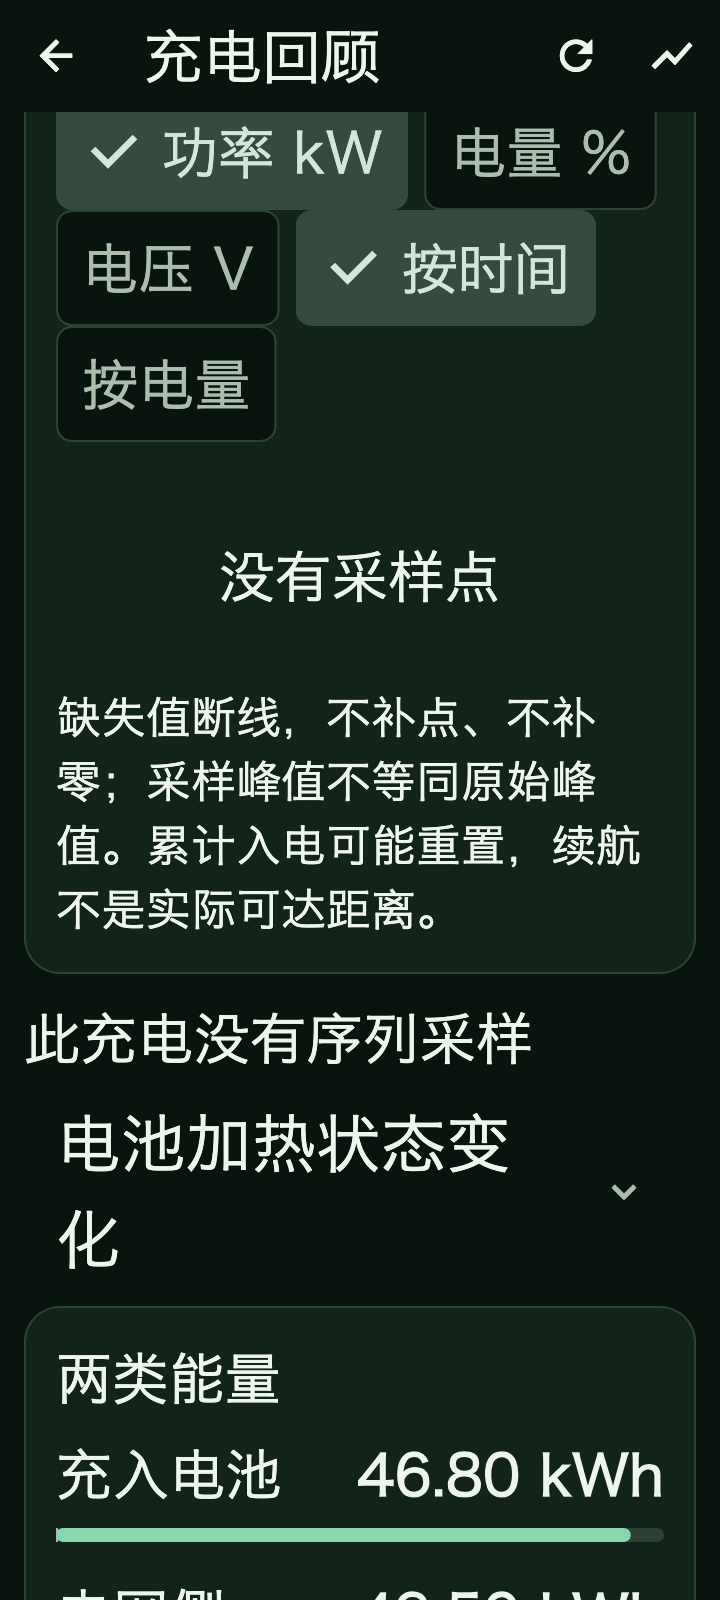 充电回顾
功率 kW
电量 %
电压 V
按时间
按电量
没有采样点
缺失值断线，不补点、不补
零；采样峰值不等同原始峰
值。累计入电可能重置，续航
不是实际可达距离。
此充电没有序列采样
电池加热状态变
化
两类能量
充入电池 46.80 kWh